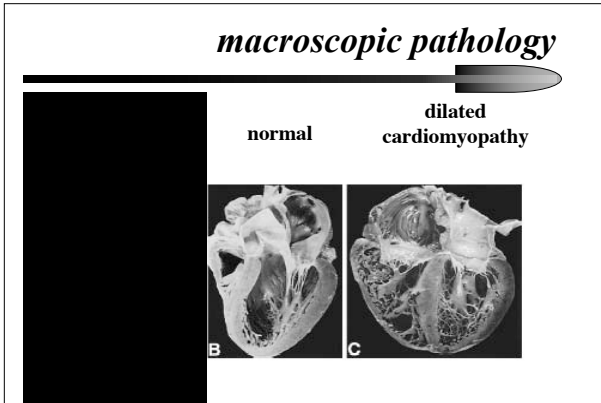 macroscopic pathology
normal
dilated
cardiomyopathy
B
C